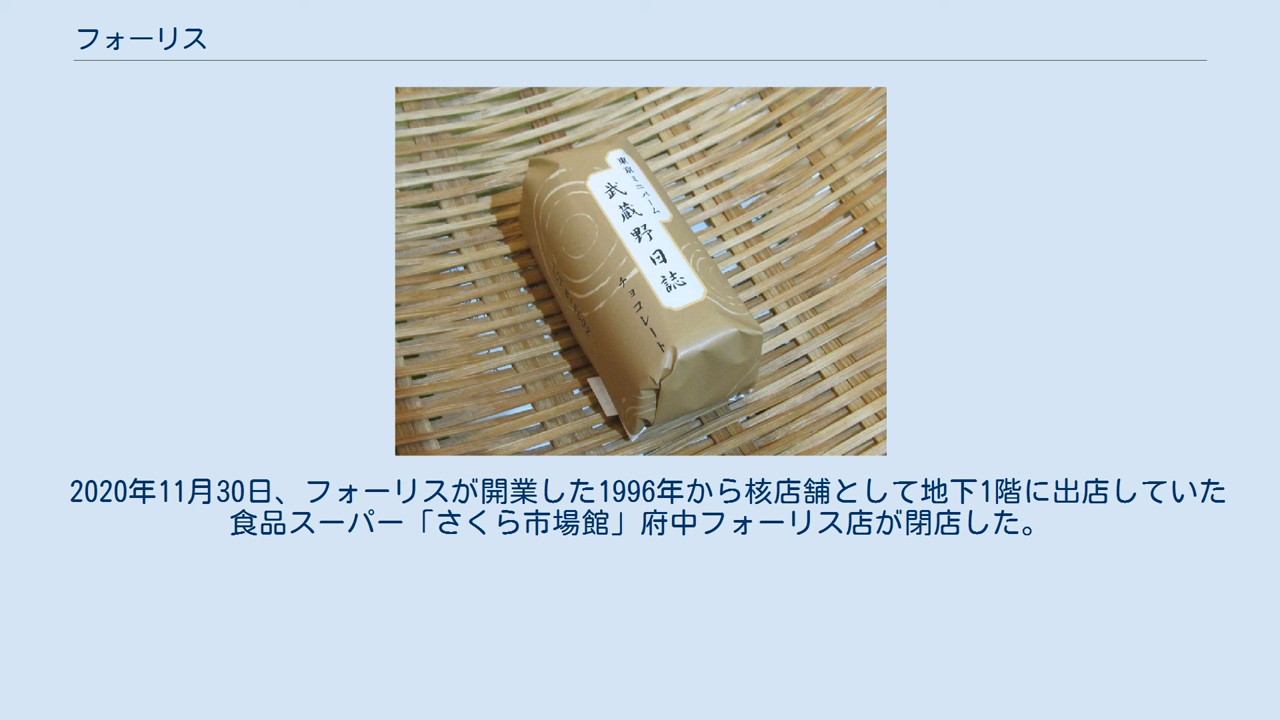 フォーリス
東京ミニバーム
武蔵野日誌
チョコレート
2020年11月30日、フォーリスが開業した1996年から核店舗として地下1階に出店していた
食品スーパー「さくら市場館」府中フォーリス店が閉店した。